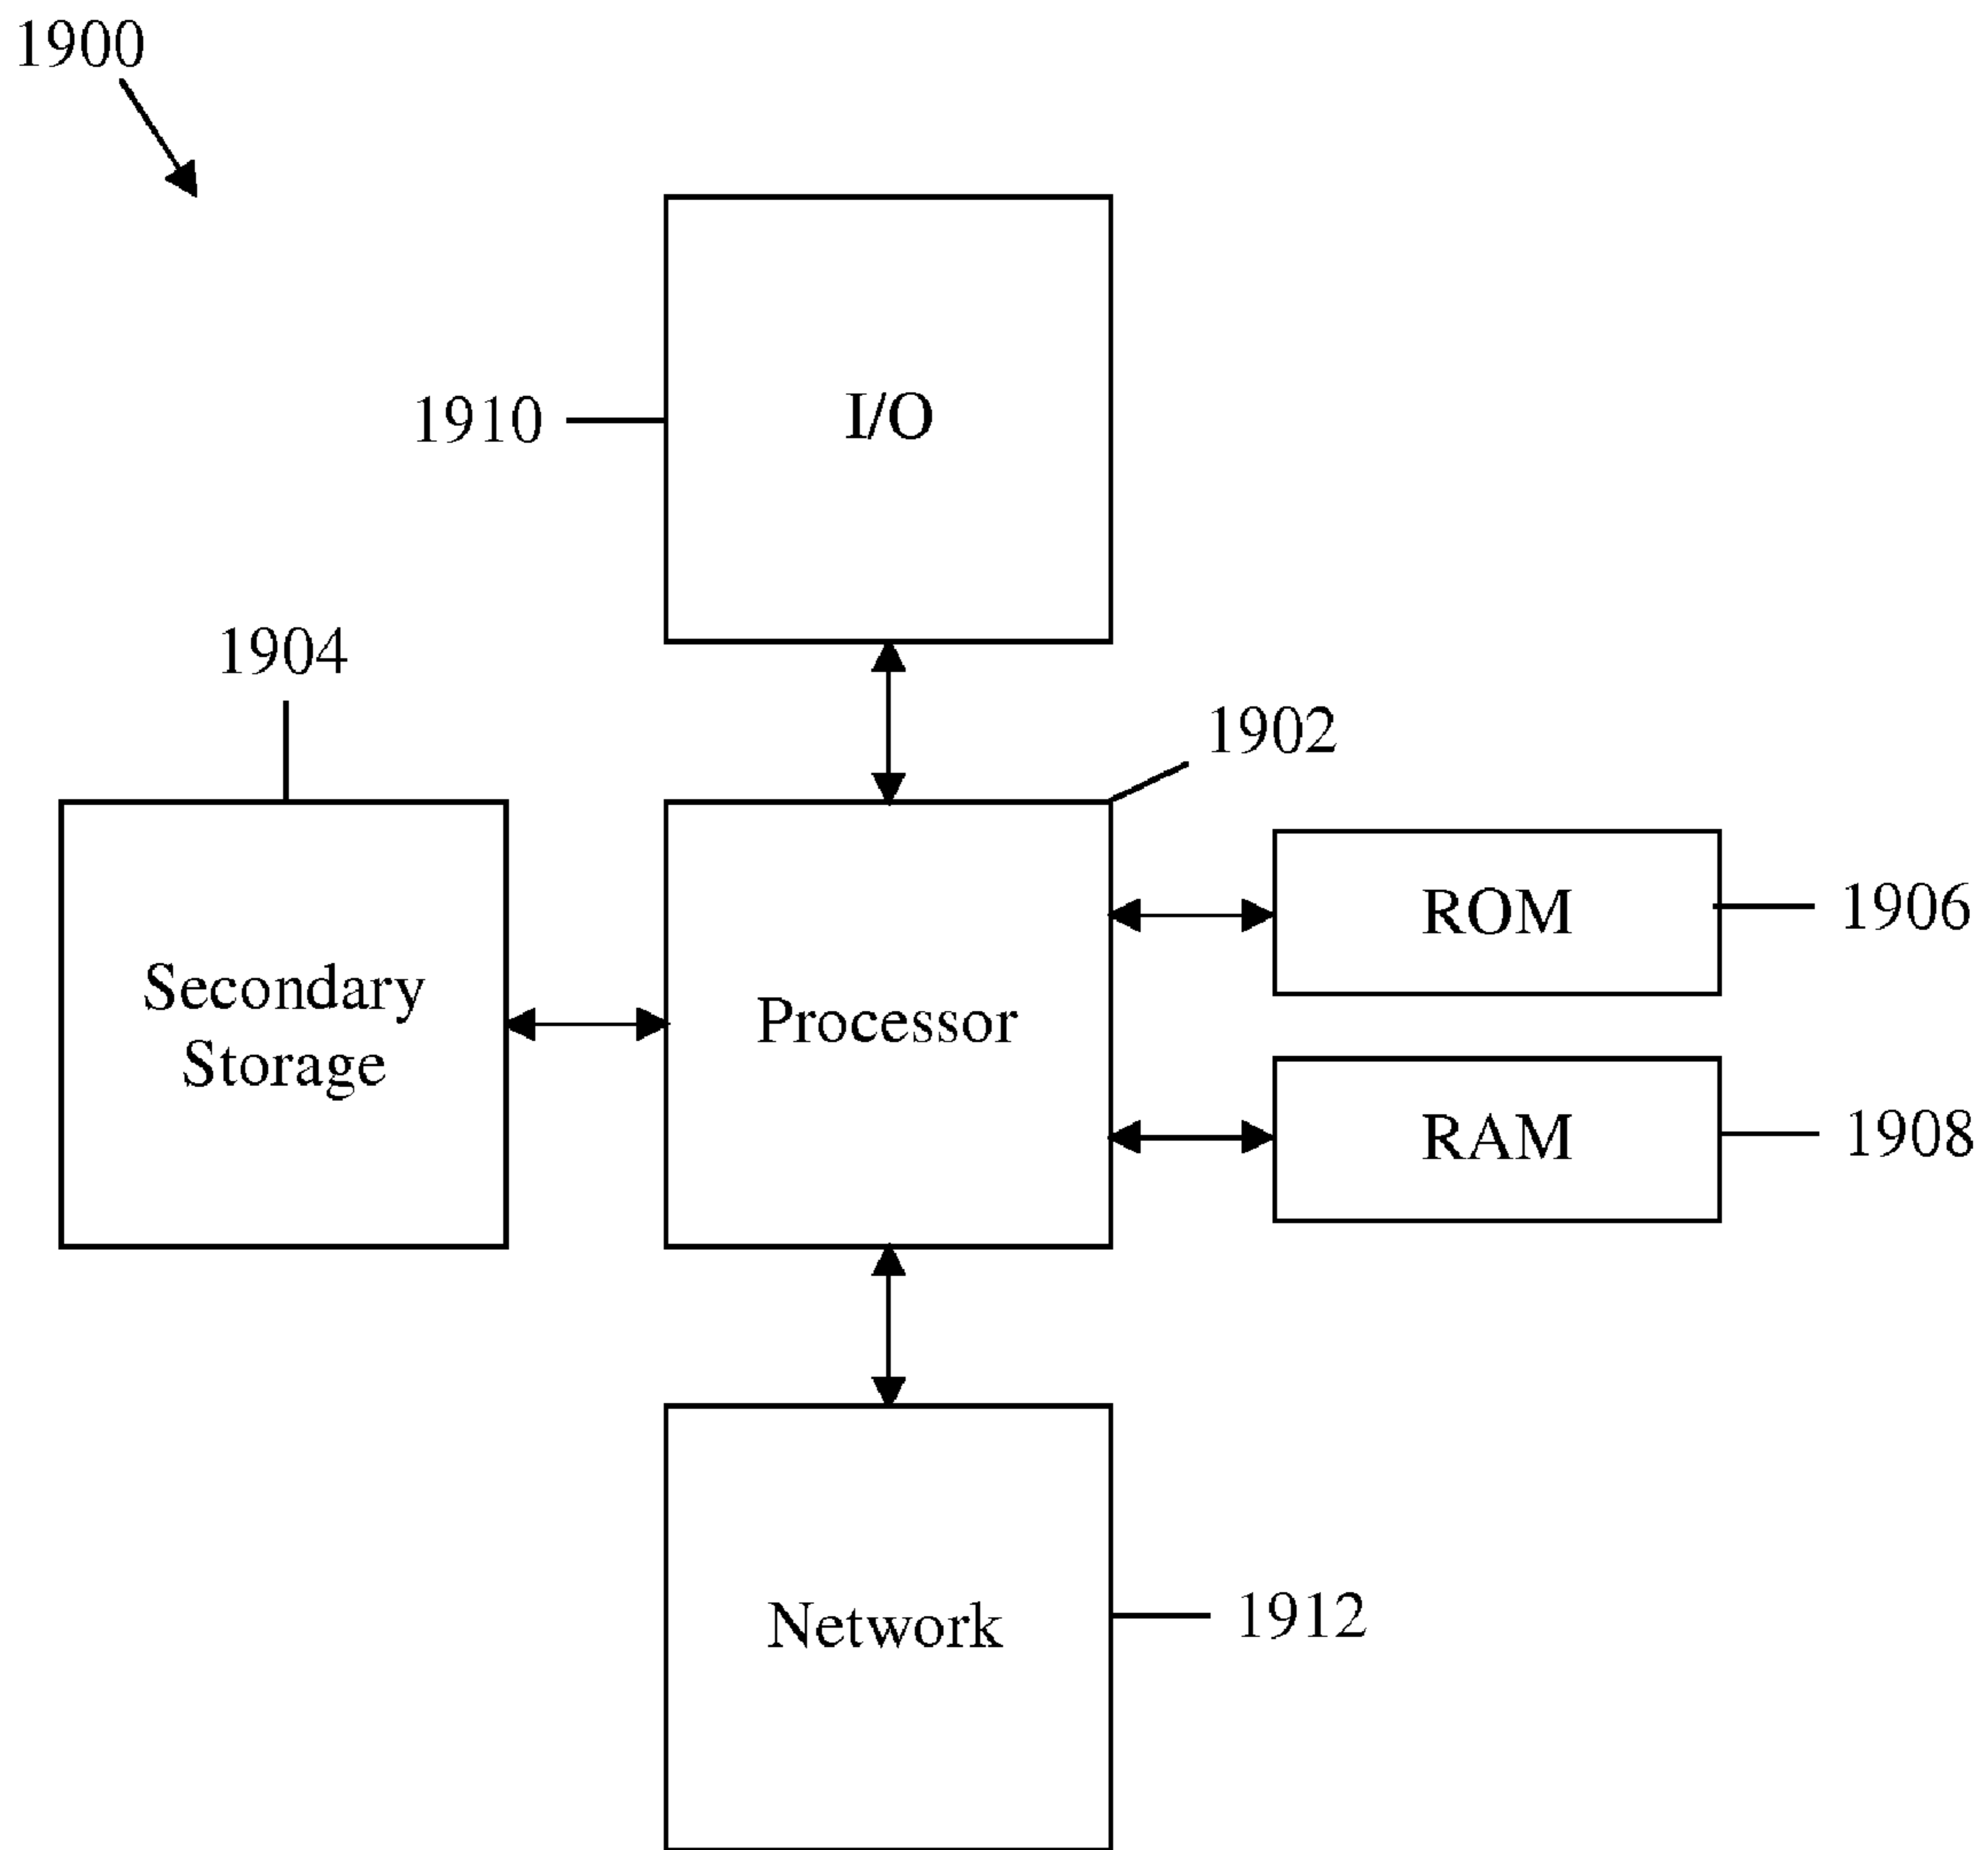 1900
I/O
1910
1904
1902
ROM
1906
Secondary
Storage
Processor
RAM
1908
Network
1912